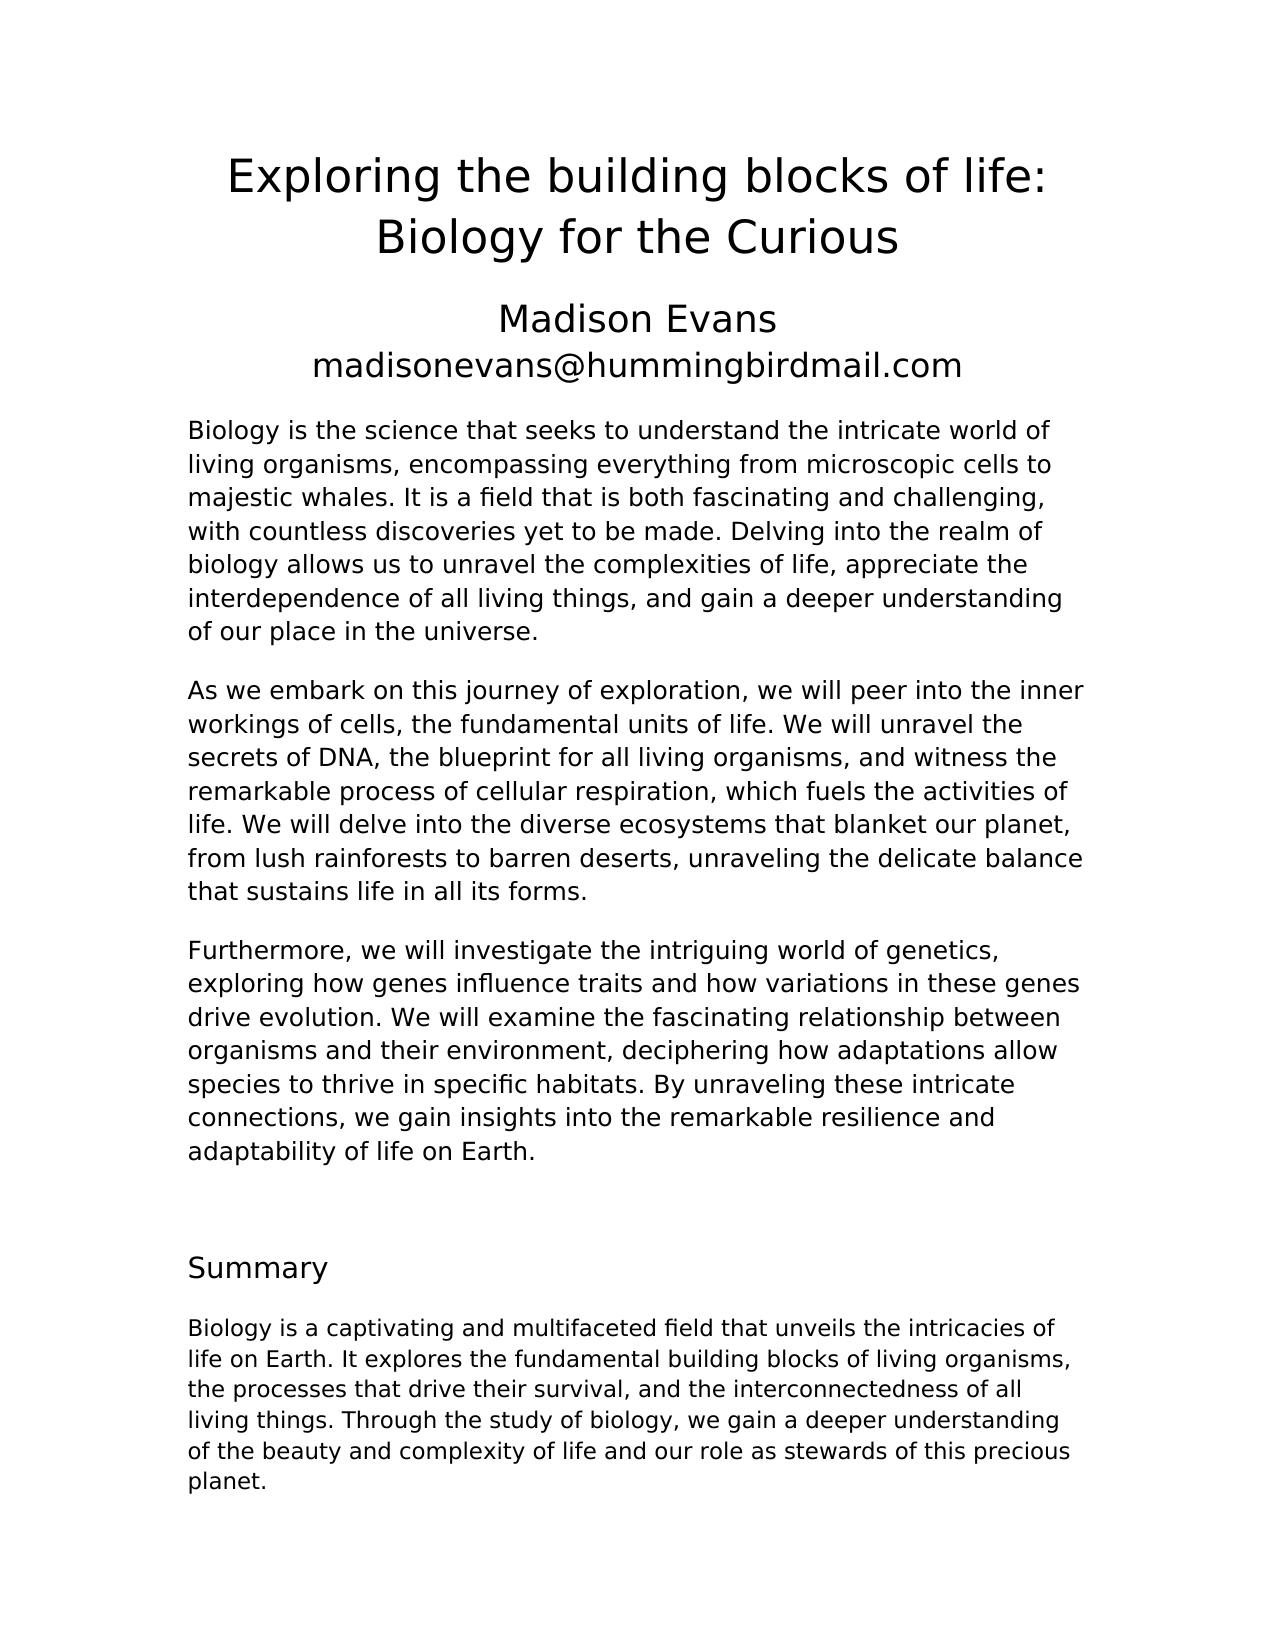 Exploring the building blocks of life:
Biology for the Curious
Madison Evans
madisonevans@hummingbirdmail.com
Biology is the science that seeks to understand the intricate world of
living organisms, encompassing everything from microscopic cells to
majestic whales. It is a field that is both fascinating and challenging,
with countless discoveries yet to be made. Delving into the realm of
biology allows us to unravel the complexities of life, appreciate the
interdependence of all living things, and gain a deeper understanding
of our place in the universe.
As we embark on this journey of exploration, we will peer into the inner
workings of cells, the fundamental units of life. We will unravel the
secrets of DNA, the blueprint for all living organisms, and witness the
remarkable process of cellular respiration, which fuels the activities of
life. We will delve into the diverse ecosystems that blanket our planet,
from lush rainforests to barren deserts, unraveling the delicate balance
that sustains life in all its forms.
Furthermore, we will investigate the intriguing world of genetics,
exploring how genes influence traits and how variations in these genes
drive evolution. We will examine the fascinating relationship between
organisms and their environment, deciphering how adaptations allow
species to thrive in specific habitats. By unraveling these intricate
connections, we gain insights into the remarkable resilience and
adaptability of life on Earth.
Summary
Biology is a captivating and multifaceted field that unveils the intricacies of
life on Earth. It explores the fundamental building blocks of living organisms,
the processes that drive their survival, and the interconnectedness of all
living things. Through the study of biology, we gain a deeper understanding
of the beauty and complexity of life and our role as stewards of this precious
planet.